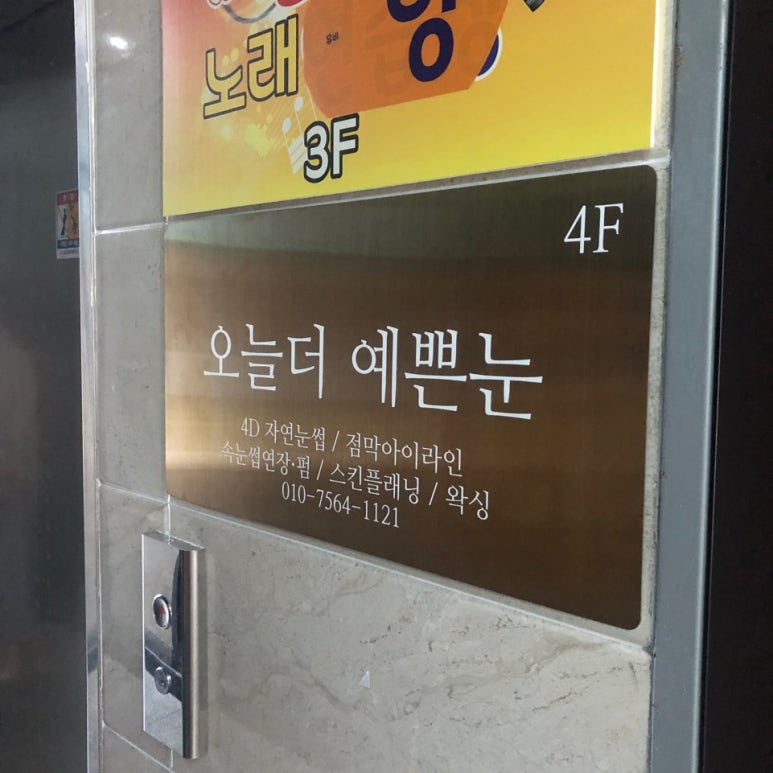 노래
3F
4F
오늘더 예쁜눈
4D 자연눈썹 / 점막아이라인
속눈썹연장·펌 / 스킨플래닝 / 왁싱
010-7564-1121